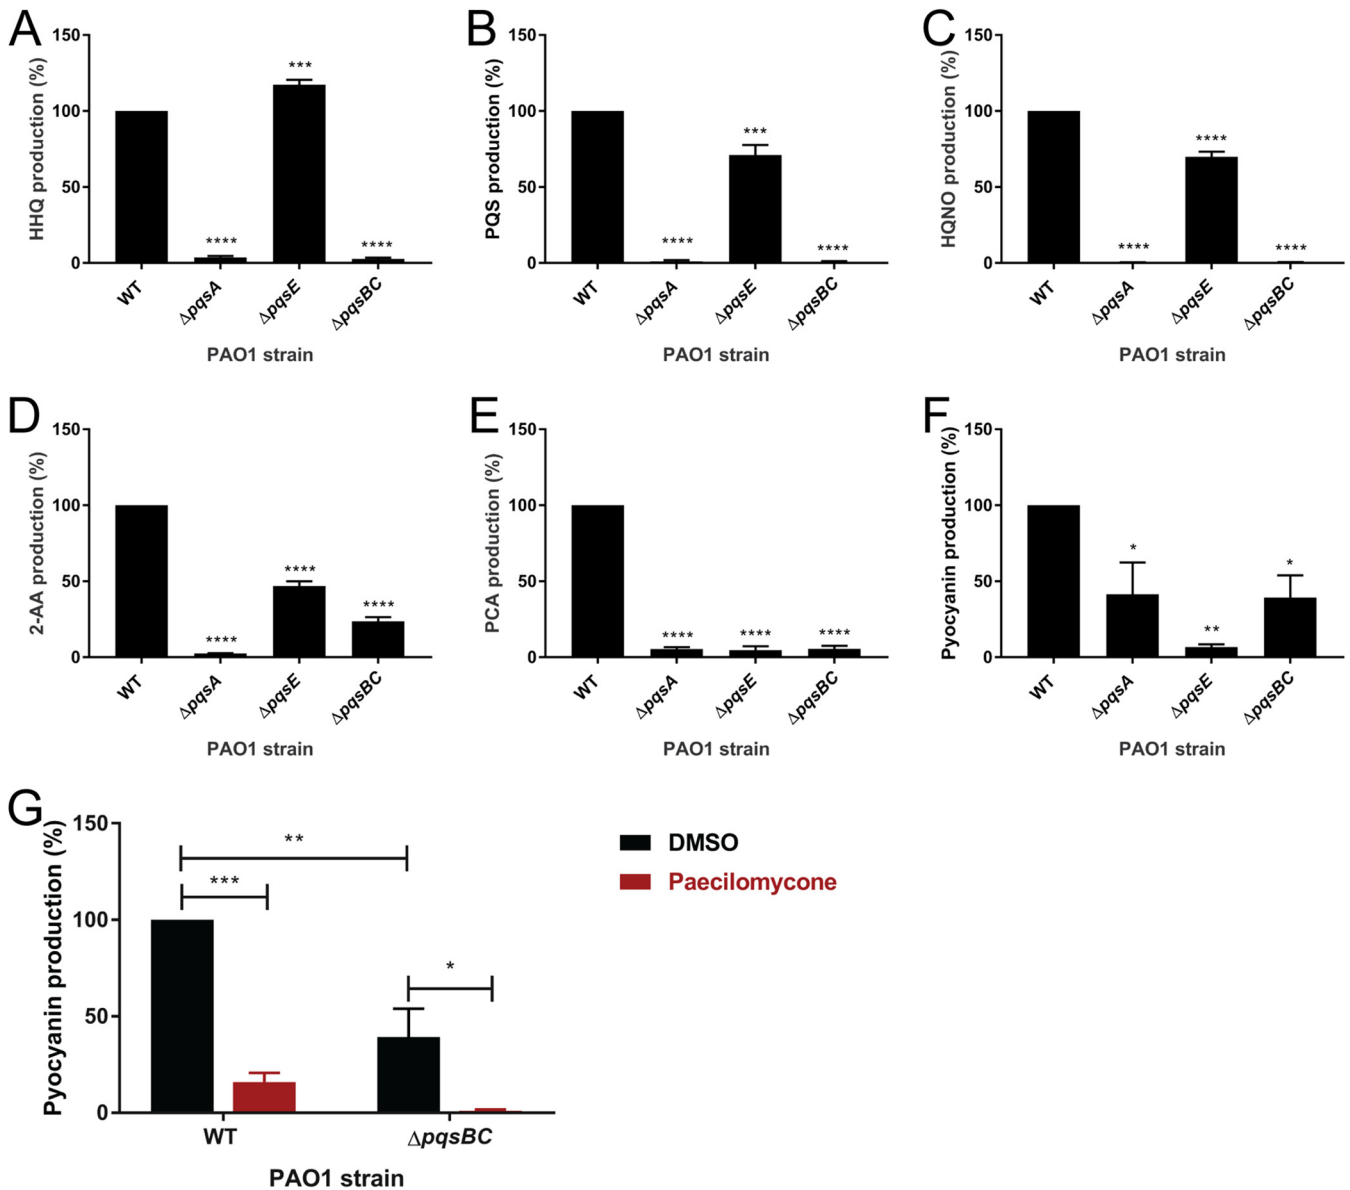 A
HHQ production (%)
150
100
50
0
***
****
****
WT
ΔpqsA
ΔpqsE
ΔpqsBC
PAO1 strain
B
PQS production (%)
150
100
50
0
****
***
****
WT
ΔpqsA
ΔpqsE
ΔpqsBC
PAO1 strain
C
HQNO production (%)
150
100
50
0
****
****
****
WT
ΔpqsA
ΔpqsE
ΔpqsBC
PAO1 strain
D
2-AA production (%)
150
100
50
0
****
****
****
WT
ΔpqsA
ΔpqsE
ΔpqsBC
PAO1 strain
E
PCA production (%)
150
100
50
0
****
****
****
WT
ΔpqsA
ΔpqsE
ΔpqsBC
PAO1 strain
F
Pyocyanin production (%)
150
100
50
0
*
**
*
WT
ΔpqsA
ΔpqsE
ΔpqsBC
PAO1 strain
G
Pyocyanin production (%)
150
100
50
0
**
***
*
WT
ΔpqsBC
PAO1 strain
DMSO
Paecilomycone